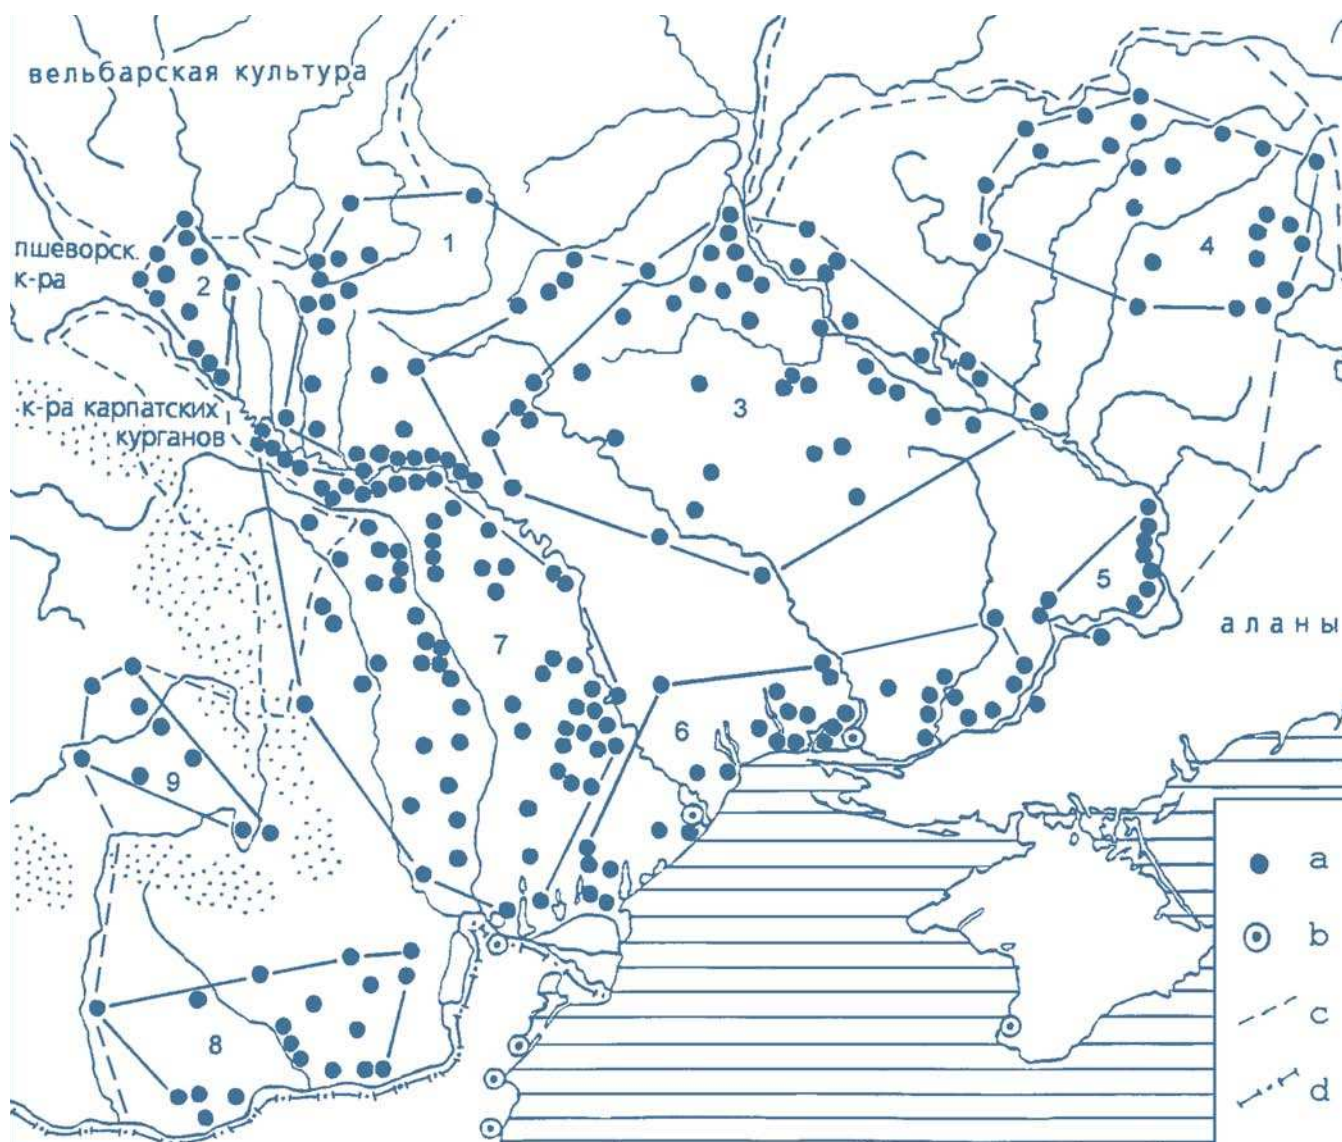 вельбарская культура
пшеворск.
к-ра
к-ра карпатских
курганов
аланы
1
2
3
4
5
6
7
8
9
a
b
c
d